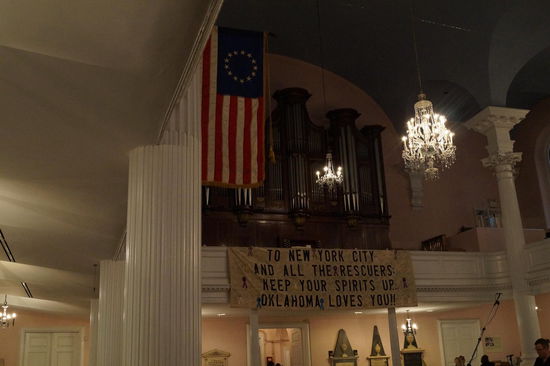 TO NEW YORK CITY
AND ALL THE RESCUERS:
KEEP YOUR SPIRITS UP...
OKLAHOMA LOVES YOU!!